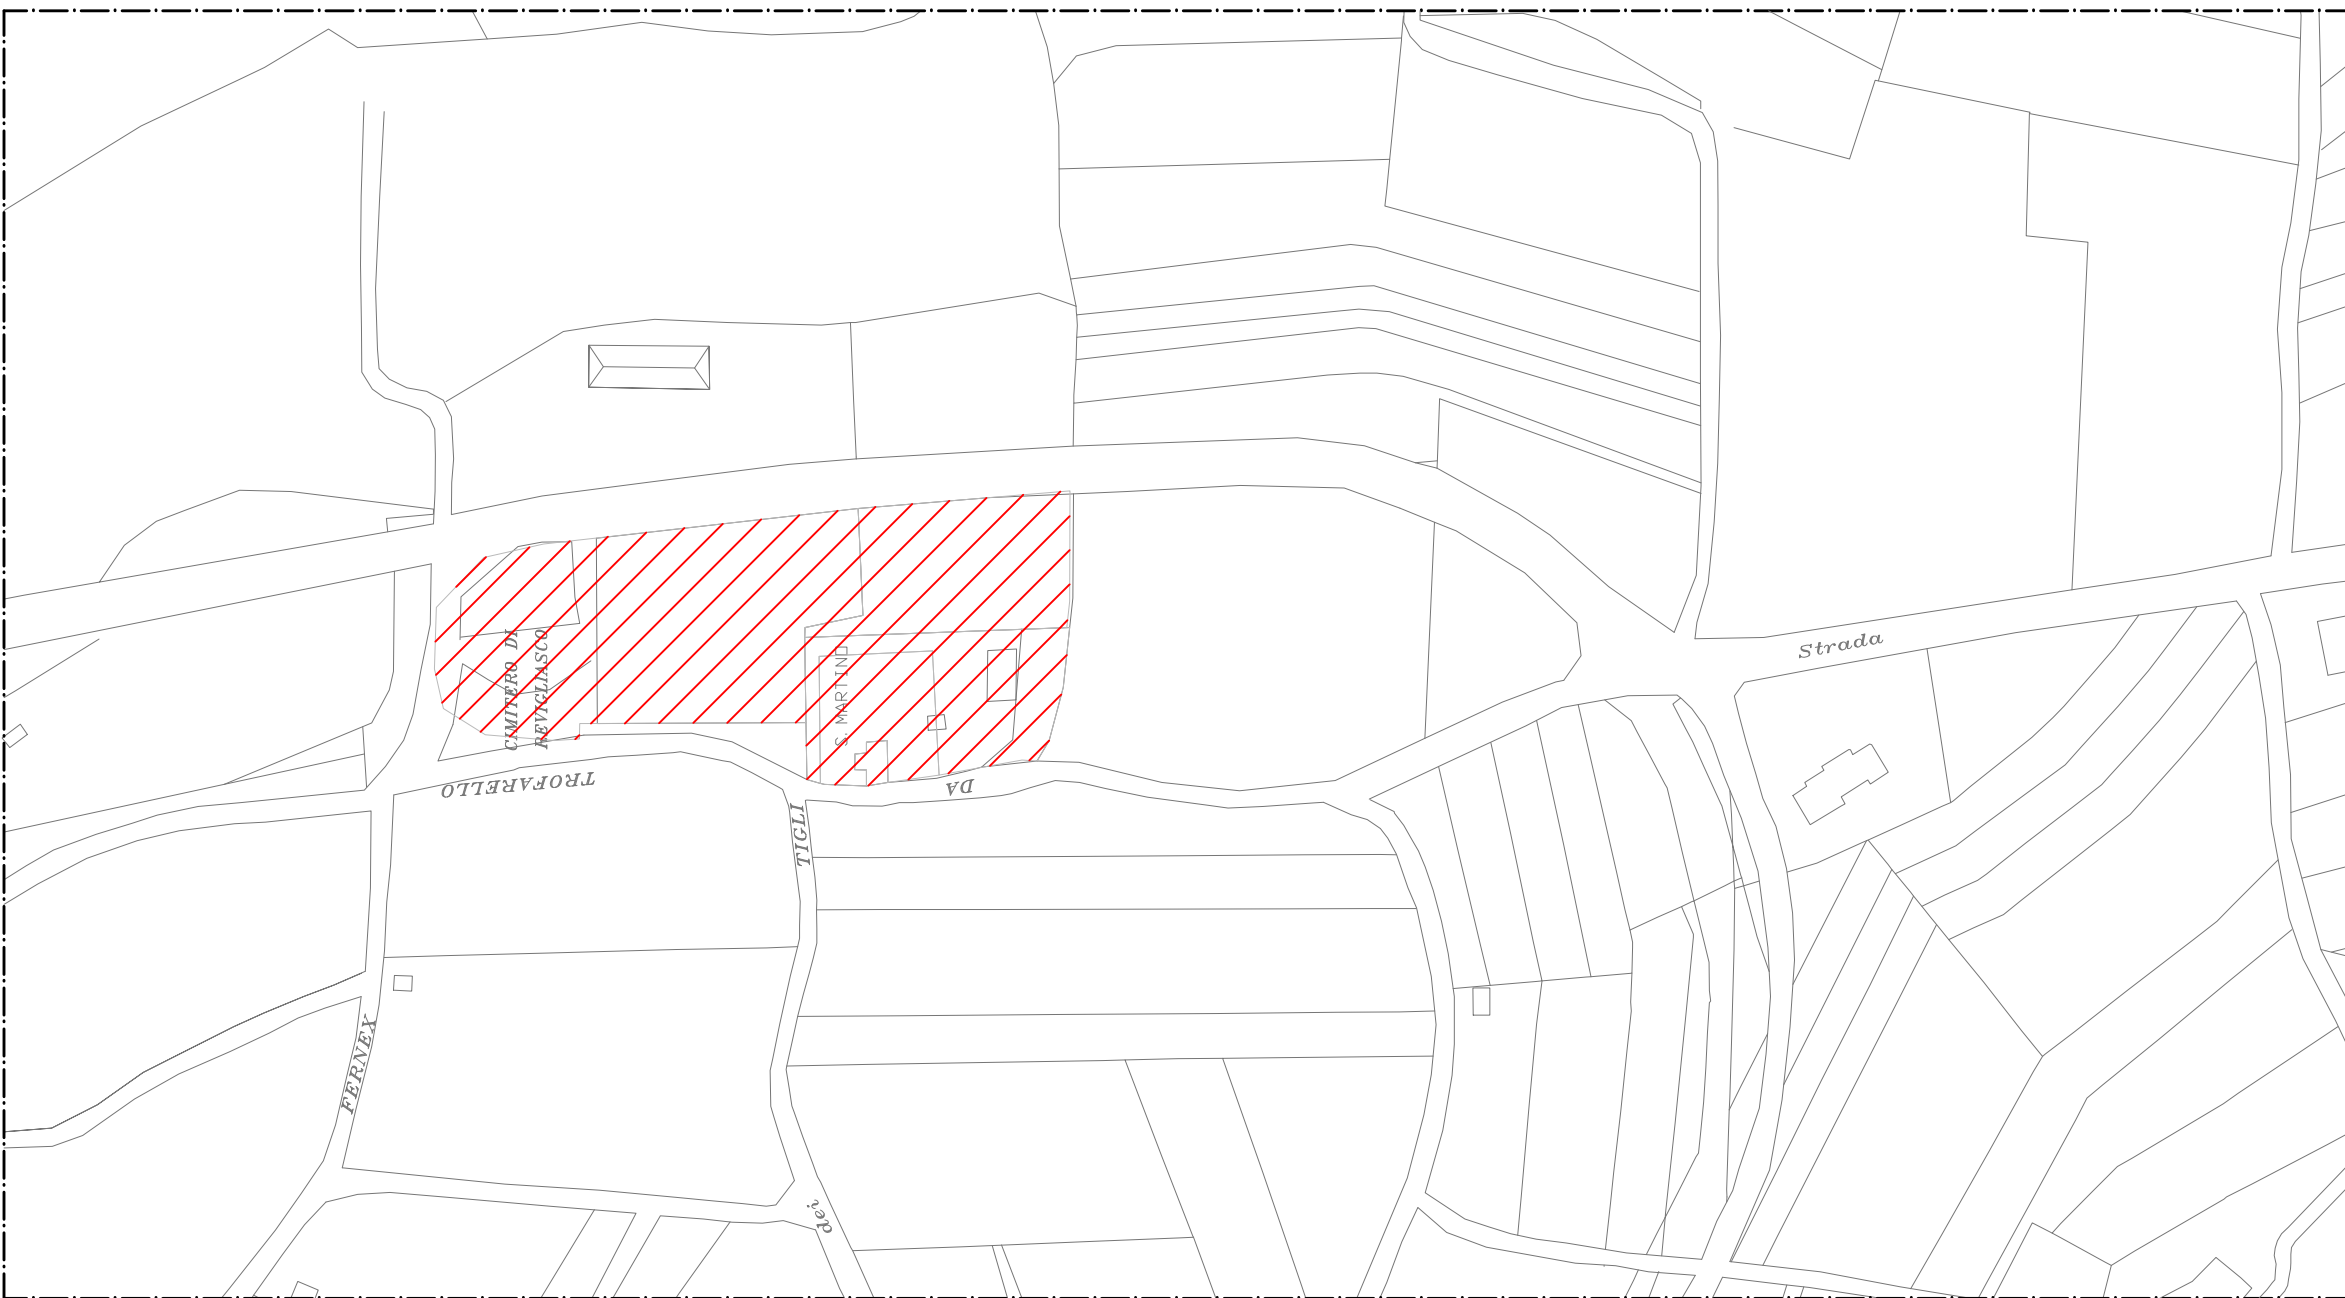 Strada
CIMITERO DI
REVIGLIASCO
S. MARTINO
TROFARELLO
DA
TIGLI
FERNEX
dei